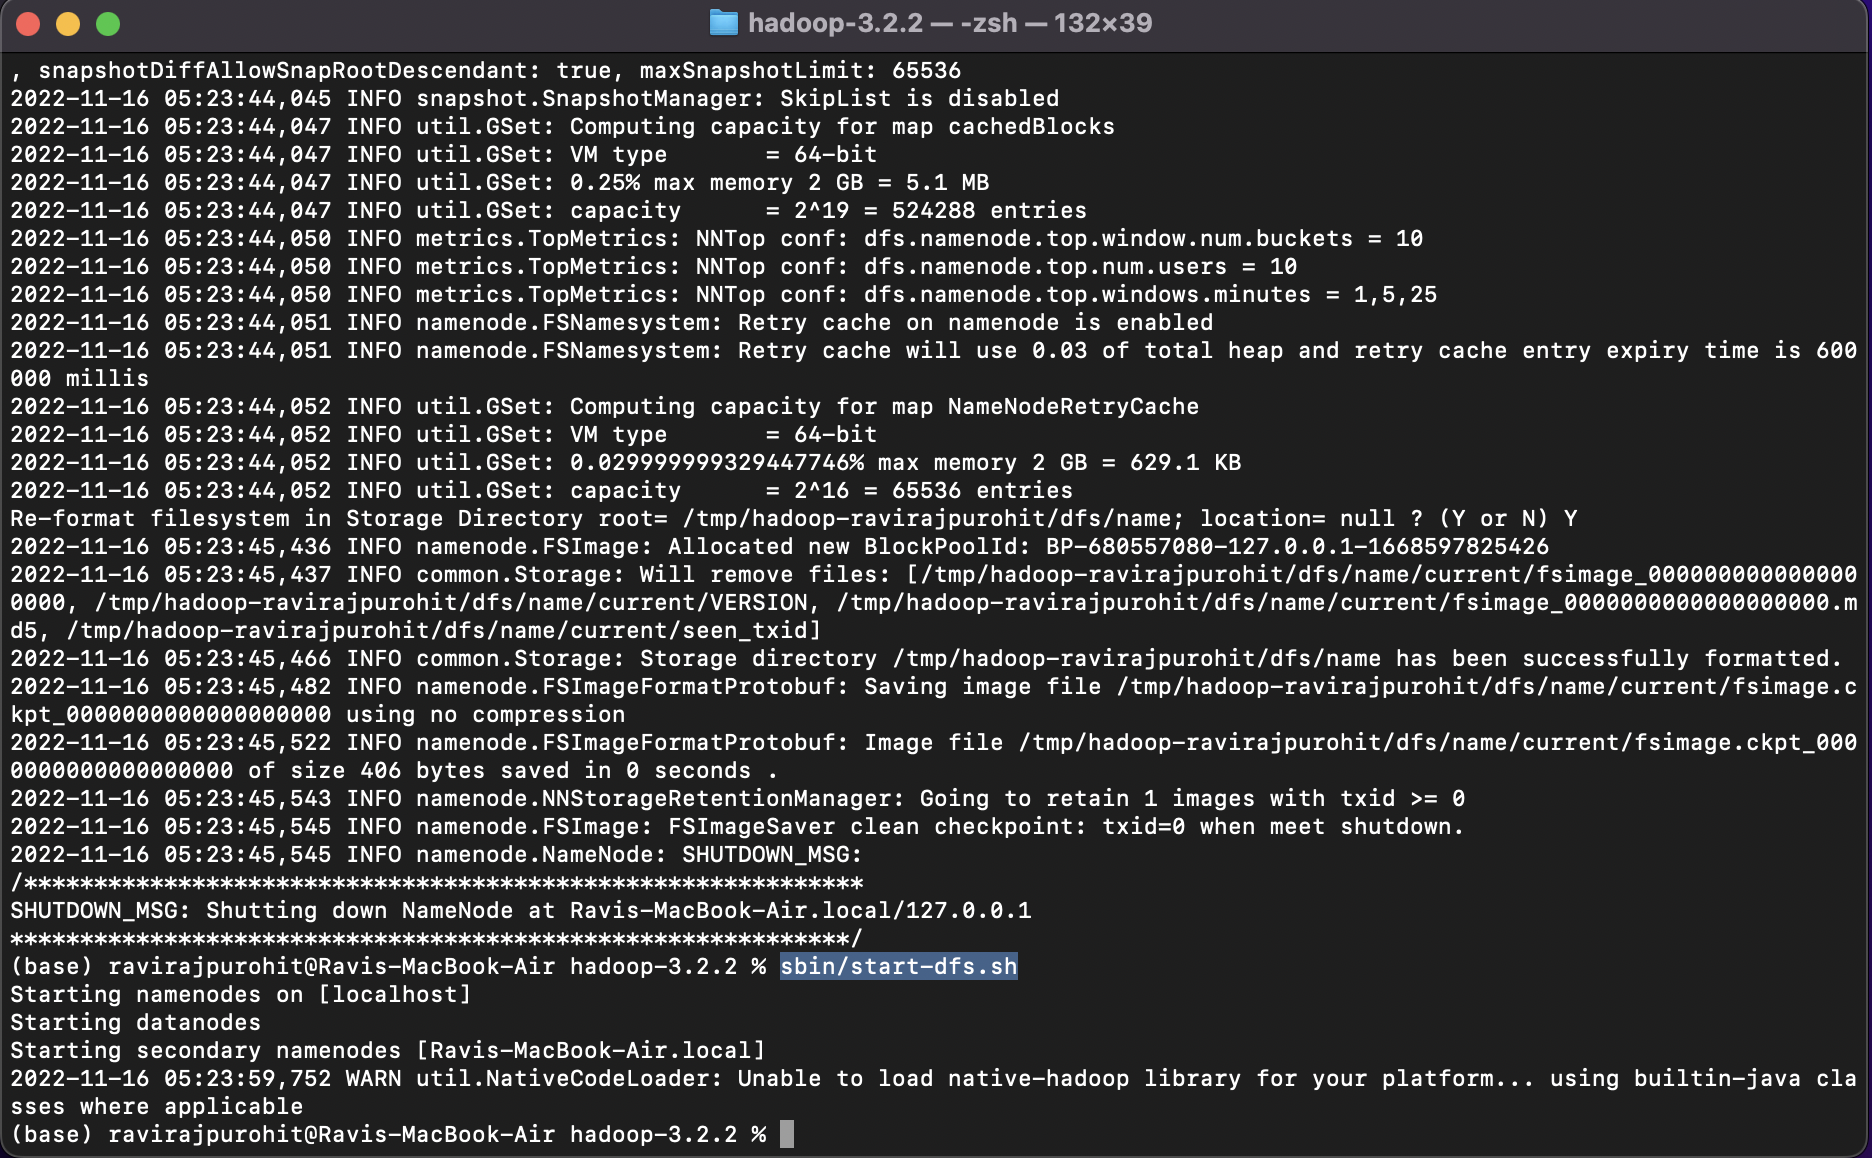 hadoop-3.2.2 — -zsh — 132×39
, snapshotDiffAllowSnapRootDescendant: true, maxSnapshotLimit: 65536
2022-11-16 05:23:44,045 INFO snapshot.SnapshotManager: SkipList is disabled
2022-11-16 05:23:44,047 INFO util.GSet: Computing capacity for map cachedBlocks
2022-11-16 05:23:44,047 INFO util.GSet: VM type       = 64-bit
2022-11-16 05:23:44,047 INFO util.GSet: 0.25% max memory 2 GB = 5.1 MB
2022-11-16 05:23:44,047 INFO util.GSet: capacity      = 2^19 = 524288 entries
2022-11-16 05:23:44,050 INFO metrics.TopMetrics: NNTop conf: dfs.namenode.top.window.num.buckets = 10
2022-11-16 05:23:44,050 INFO metrics.TopMetrics: NNTop conf: dfs.namenode.top.num.users = 10
2022-11-16 05:23:44,050 INFO metrics.TopMetrics: NNTop conf: dfs.namenode.top.windows.minutes = 1,5,25
2022-11-16 05:23:44,051 INFO namenode.FSNamesystem: Retry cache on namenode is enabled
2022-11-16 05:23:44,051 INFO namenode.FSNamesystem: Retry cache will use 0.03 of total heap and retry cache entry expiry time is 600
000 millis
2022-11-16 05:23:44,052 INFO util.GSet: Computing capacity for map NameNodeRetryCache
2022-11-16 05:23:44,052 INFO util.GSet: VM type       = 64-bit
2022-11-16 05:23:44,052 INFO util.GSet: 0.029999999329447746% max memory 2 GB = 629.1 KB
2022-11-16 05:23:44,052 INFO util.GSet: capacity      = 2^16 = 65536 entries
Re-format filesystem in Storage Directory root= /tmp/hadoop-ravirajpurohit/dfs/name; location= null ? (Y or N) Y
2022-11-16 05:23:45,436 INFO namenode.FSImage: Allocated new BlockPoolId: BP-680557080-127.0.0.1-1668597825426
2022-11-16 05:23:45,437 INFO common.Storage: Will remove files: [/tmp/hadoop-ravirajpurohit/dfs/name/current/fsimage_000000000000000
0000, /tmp/hadoop-ravirajpurohit/dfs/name/current/VERSION, /tmp/hadoop-ravirajpurohit/dfs/name/current/fsimage_0000000000000000000.m
d5, /tmp/hadoop-ravirajpurohit/dfs/name/current/seen_txid]
2022-11-16 05:23:45,466 INFO common.Storage: Storage directory /tmp/hadoop-ravirajpurohit/dfs/name has been successfully formatted.
2022-11-16 05:23:45,482 INFO namenode.FSImageFormatProtobuf: Saving image file /tmp/hadoop-ravirajpurohit/dfs/name/current/fsimage.c
kpt_0000000000000000000 using no compression
2022-11-16 05:23:45,522 INFO namenode.FSImageFormatProtobuf: Image file /tmp/hadoop-ravirajpurohit/dfs/name/current/fsimage.ckpt_000
0000000000000000 of size 406 bytes saved in 0 seconds .
2022-11-16 05:23:45,543 INFO namenode.NNStorageRetentionManager: Going to retain 1 images with txid >= 0
2022-11-16 05:23:45,545 INFO namenode.FSImage: FSImageSaver clean checkpoint: txid=0 when meet shutdown.
2022-11-16 05:23:45,545 INFO namenode.NameNode: SHUTDOWN_MSG:
/************************************************************
SHUTDOWN_MSG: Shutting down NameNode at Ravis-MacBook-Air.local/127.0.0.1
************************************************************/
(base) ravirajpurohit@Ravis-MacBook-Air hadoop-3.2.2 % sbin/start-dfs.sh
Starting namenodes on [localhost]
Starting datanodes
Starting secondary namenodes [Ravis-MacBook-Air.local]
2022-11-16 05:23:59,752 WARN util.NativeCodeLoader: Unable to load native-hadoop library for your platform... using builtin-java cla
sses where applicable
(base) ravirajpurohit@Ravis-MacBook-Air hadoop-3.2.2 %